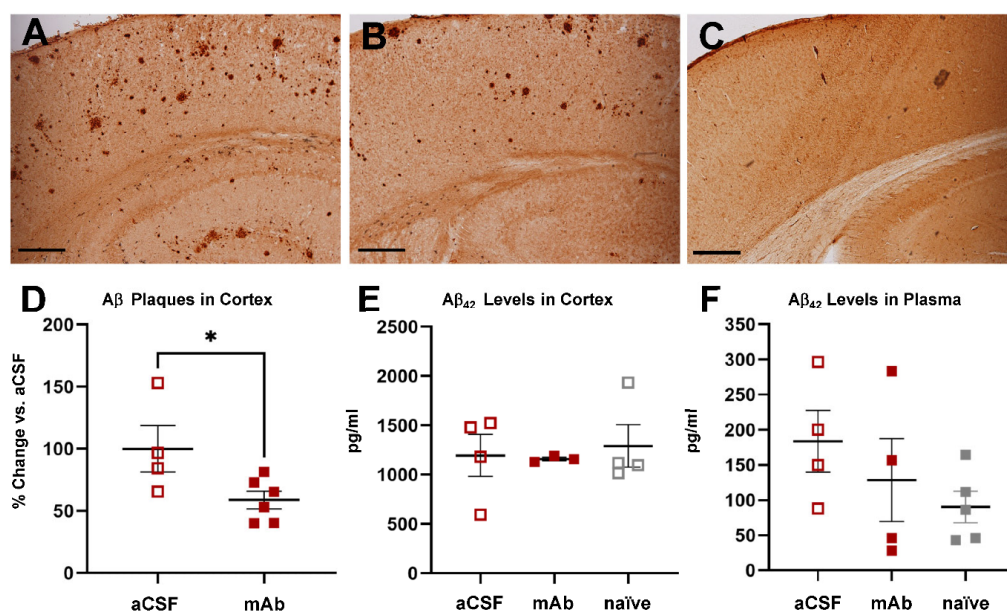 A
B
C
D
Aβ Plaques in Cortex
% Change vs. aCSF
200
150
100
50
0
*
aCSF
mAb
E
Aβ₄₂ Levels in Cortex
pg/ml
2500
2000
1500
1000
500
0
aCSF
mAb
naïve
F
Aβ₄₂ Levels in Plasma
pg/ml
350
300
250
200
150
100
50
0
aCSF
mAb
naïve